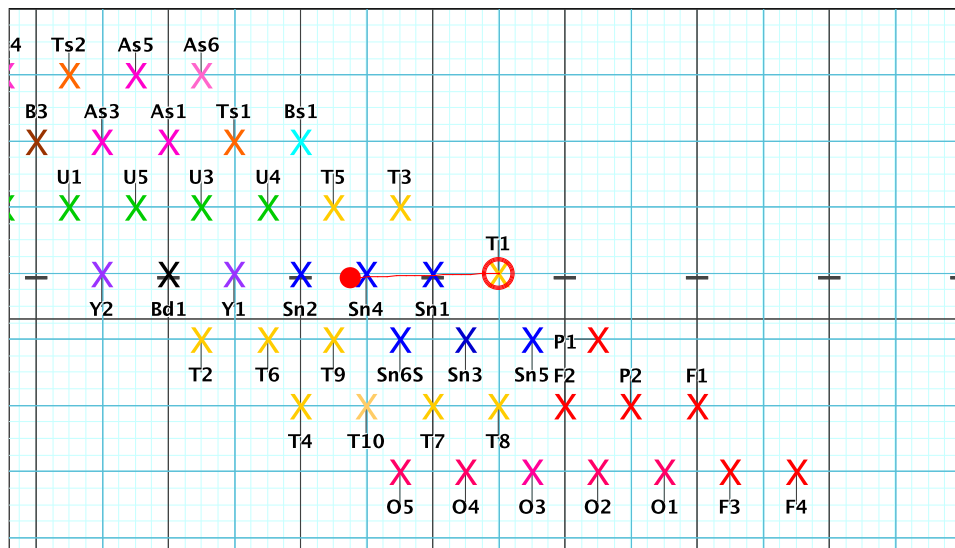 4 Ts2 As5 As6
B3 As3 As1 Ts1 Bs1
U1 U5 U3 U4 T5 T3
T1
Y2 Bd1 Y1 Sn2 Sn4 Sn1
P1
T2 T6 T9 Sn6S Sn3 Sn5 F2 P2 F1
T4 T10 T7 T8
O5 O4 O3 O2 O1 F3 F4